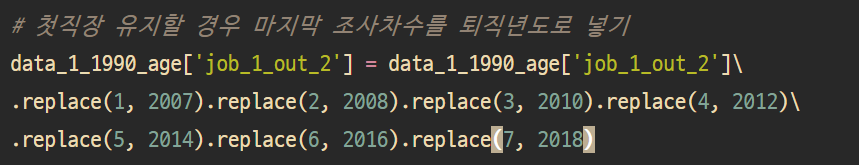 # 첫직장 유지할 경우 마지막 조사차수를 퇴직년도로 넣기
data_1_1990_age['job_1_out_2'] = data_1_1990_age['job_1_out_2']\
.replace(1, 2007).replace(2, 2008).replace(3, 2010).replace(4, 2012)\
.replace(5, 2014).replace(6, 2016).replace(7, 2018)